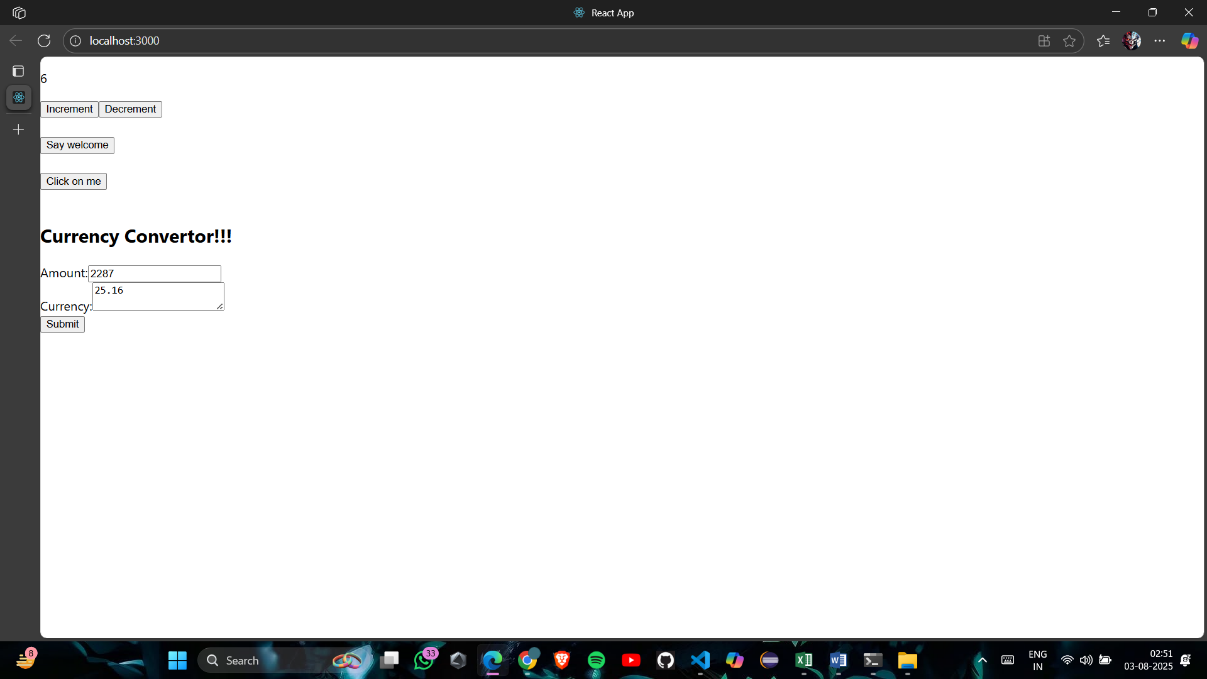 React App
localhost:3000
6
Increment Decrement
Say welcome
Click on me
Currency Convertor!!!
Amount: 2287
Currency: 25.16
Submit
8
Search
33
ENG
IN
02:51
03-08-2025